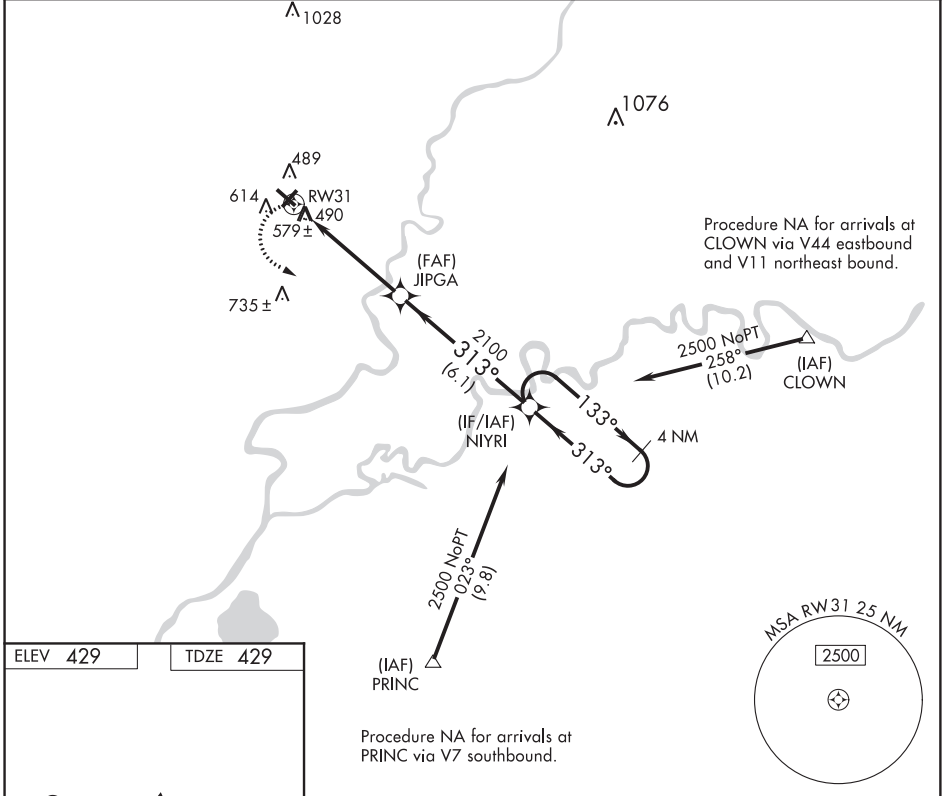 1028
1076
489
614
RW31
490
579±
735±
Procedure NA for arrivals at
CLOWN via V44 eastbound
and V11 northeast bound.
(FAF)
JIPGA
2100
313°
(6.1)
2500 NoPT
258°
(10.2)
(IAF)
CLOWN
(IF/IAF)
NIYRI
133°
313°
4 NM
2500 NoPT
023°
(9.8)
(IAF)
PRINC
MSA RW31 25 NM
2500
ELEV 429
TDZE 429
Procedure NA for arrivals at
PRINC via V7 southbound.